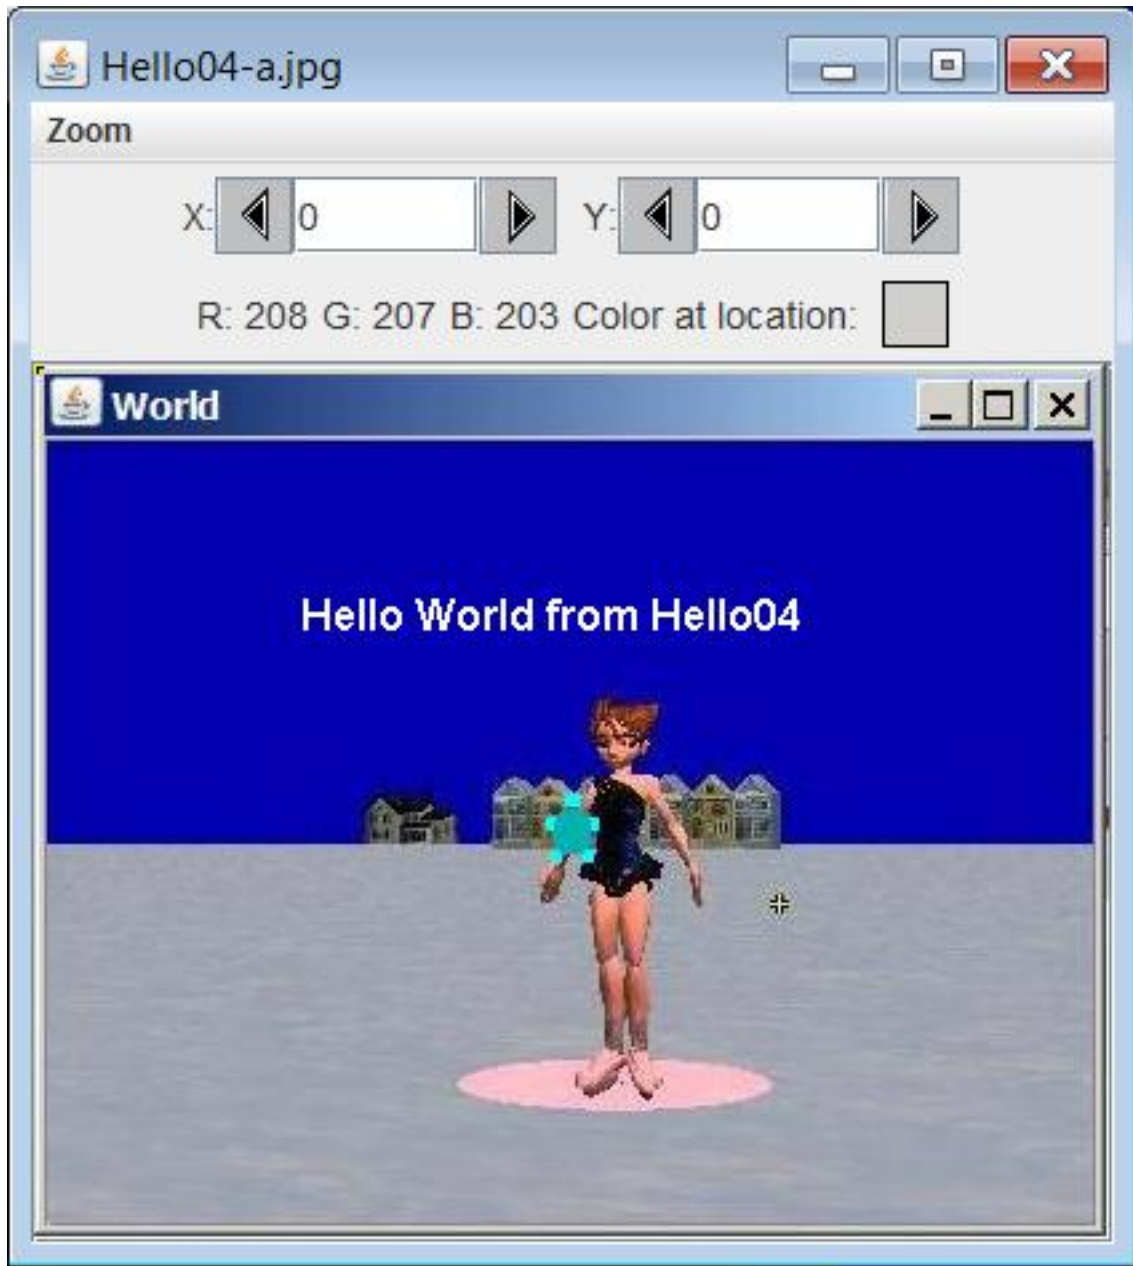 Hello04-a.jpg
Zoom
X: 0 Y: 0
R: 208 G: 207 B: 203 Color at location:
World
Hello World from Hello04